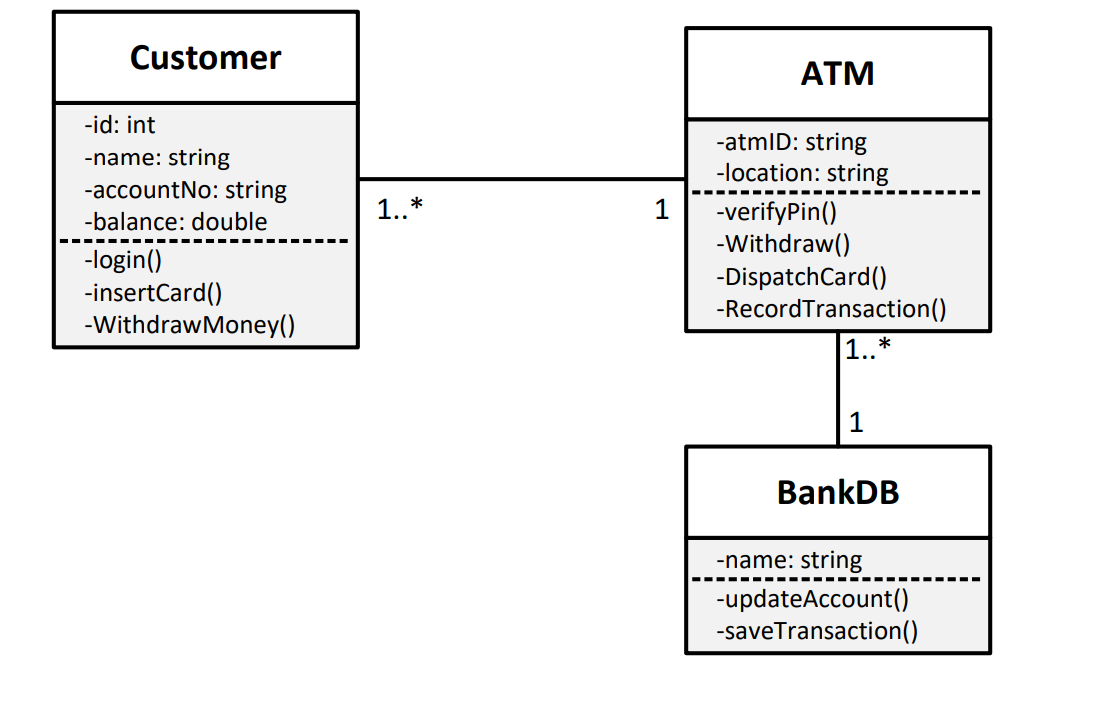 Customer
-id: int
-name: string
-accountNo: string
-balance: double
-login()
-insertCard()
-WithdrawMoney()
1..*
1
ATM
-atmID: string
-location: string
-verifyPin()
-Withdraw()
-DispatchCard()
-RecordTransaction()
1..*
1
BankDB
-name: string
-updateAccount()
-saveTransaction()